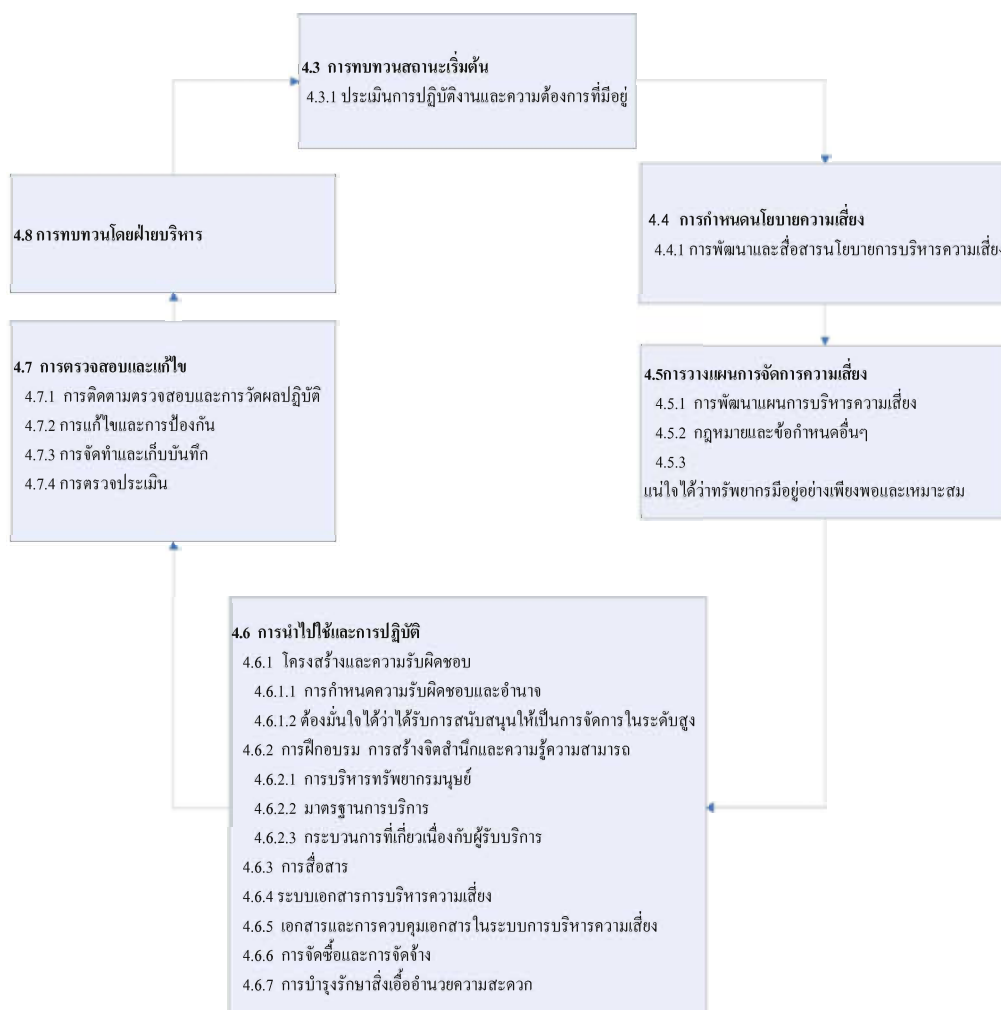 4.3 การทบทวนสถานะเริ่มต้น
4.3.1 ประเมินการปฏิบัติงานและความต้องการที่มีอยู่
4.4 การกำหนดนโยบายความเสี่ยง
4.4.1 การพัฒนาและสื่อสารนโยบายการบริหารความเสี่ยง
4.5การวางแผนการจัดการความเสี่ยง
4.5.1 การพัฒนาแผนการบริหารความเสี่ยง
4.5.2 กฎหมายและข้อกำหนดอื่นๆ
4.5.3
แน่ใจได้ว่าทรัพยากรมีอยู่อย่างเพียงพอและเหมาะสม
4.6 การนำไปใช้และการปฏิบัติ
4.6.1 โครงสร้างและความรับผิดชอบ
4.6.1.1 การกำหนดความรับผิดชอบและอำนาจ
4.6.1.2 ต้องมั่นใจได้ว่าได้รับการสนับสนุนให้เป็นการจัดการในระดับสูง
4.6.2 การฝึกอบรม การสร้างจิตสำนึกและความรู้ความสามารถ
4.6.2.1 การบริหารทรัพยากรมนุษย์
4.6.2.2 มาตรฐานการบริการ
4.6.2.3 กระบวนการที่เกี่ยวเนื่องกับผู้รับบริการ
4.6.3 การสื่อสาร
4.6.4 ระบบเอกสารการบริหารความเสี่ยง
4.6.5 เอกสารและการควบคุมเอกสารในระบบการบริหารความเสี่ยง
4.6.6 การจัดซื้อและการจัดจ้าง
4.6.7 การบำรุงรักษาสิ่งเอื้ออำนวยความสะดวก
4.7 การตรวจสอบและแก้ไข
4.7.1 การติดตามตรวจสอบและการวัดผลปฏิบัติ
4.7.2 การแก้ไขและการป้องกัน
4.7.3 การจัดทำและเก็บบันทึก
4.7.4 การตรวจประเมิน
4.8 การทบทวนโดยฝ่ายบริหาร